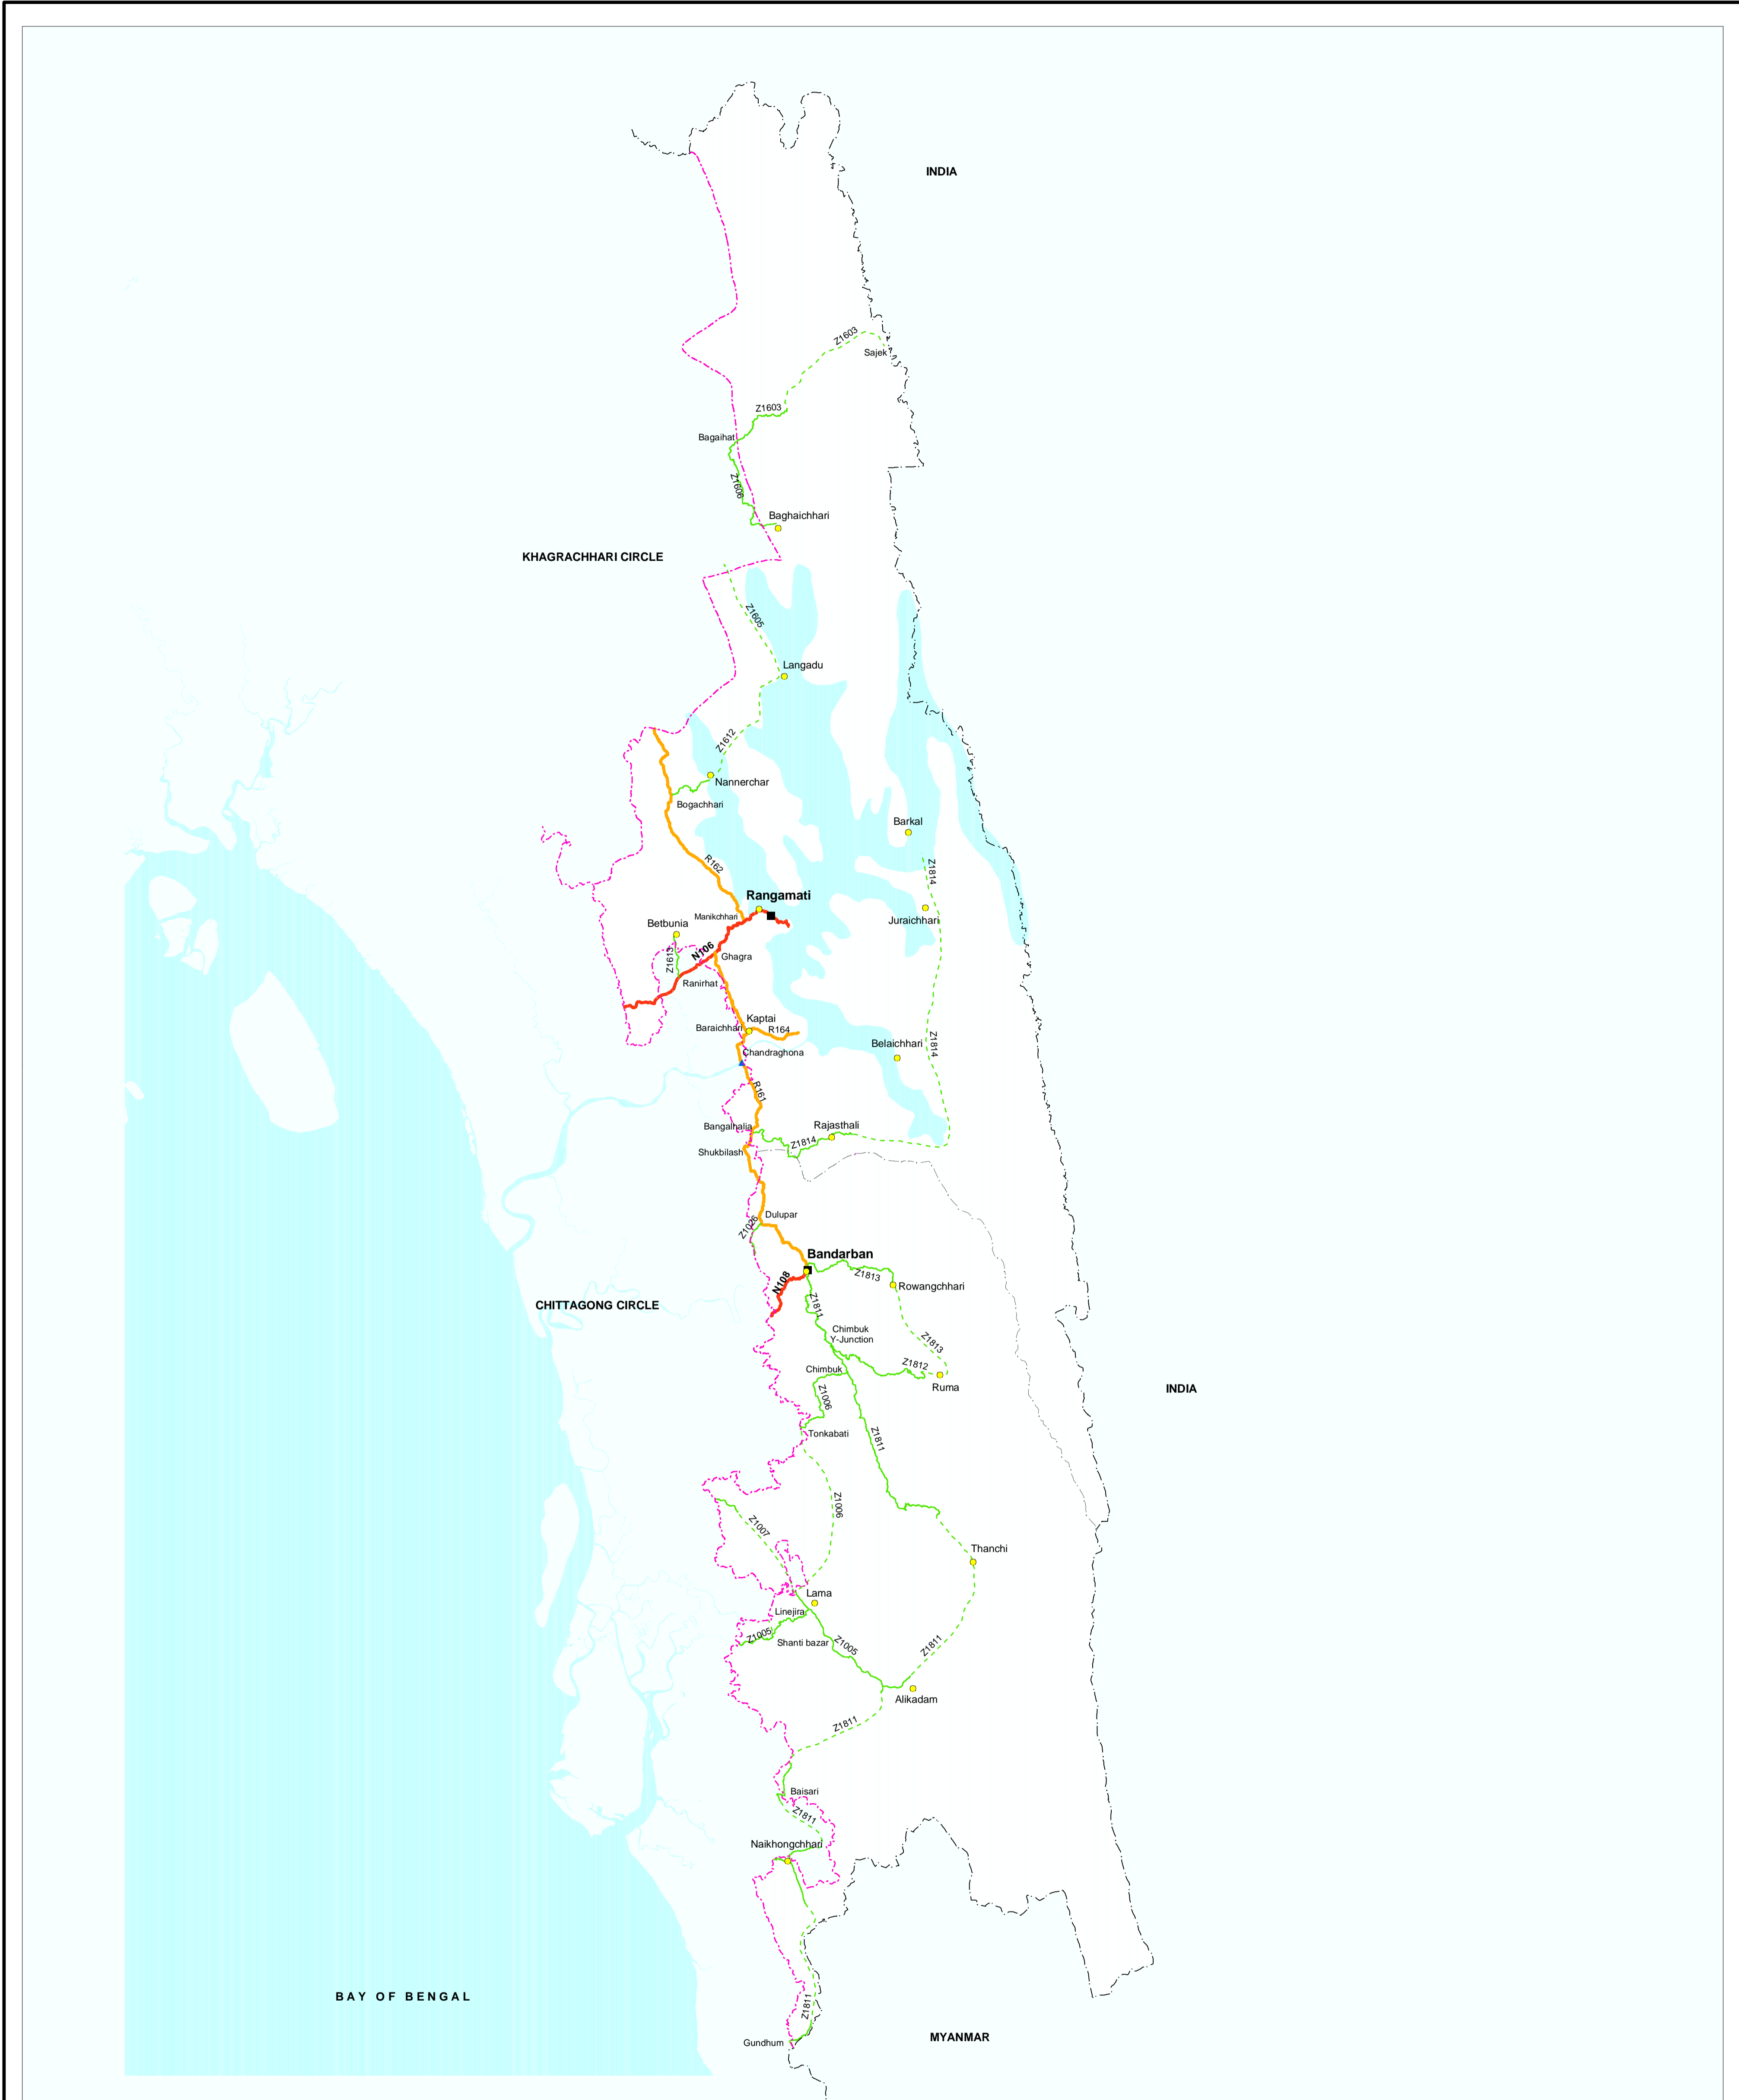 INDIA
Z1603
Sajek
Z1603
Bagaihat
Z1606
Baghaichhari
KHAGRACHHARI CIRCLE
Z1605
Langadu
Z1612
Nannerchar
Bogachhari
Barkal
R162
Z1814
Rangamati
Manikchhari
Juraichhari
Betbunia
N106
Z1613
Ghagra
Ranirhat
Kaptai
Baraichhari
R164
Belaichhari
Z1814
Chandraghona
R161
Bangalhalia
Rajasthali
Z1814
Shukbilash
Dulupar
Z1026
Bandarban
Z1813
N108
Rowangchhari
CHITTAGONG CIRCLE
Z1811
Chimbuk
Y-Junction
Z1813
Z1812
Chimbuk
Ruma
INDIA
Z1006
Tonkabati
Z1811
Z1006
Z1007
Thanchi
Lama
Linejira
Z1005
Shanti bazar
Z1005
Z1811
Alikadam
Z1811
Baisari
Z1811
Naikhongchhari
BAY OF BENGAL
Z1811
MYANMAR
Gundhum